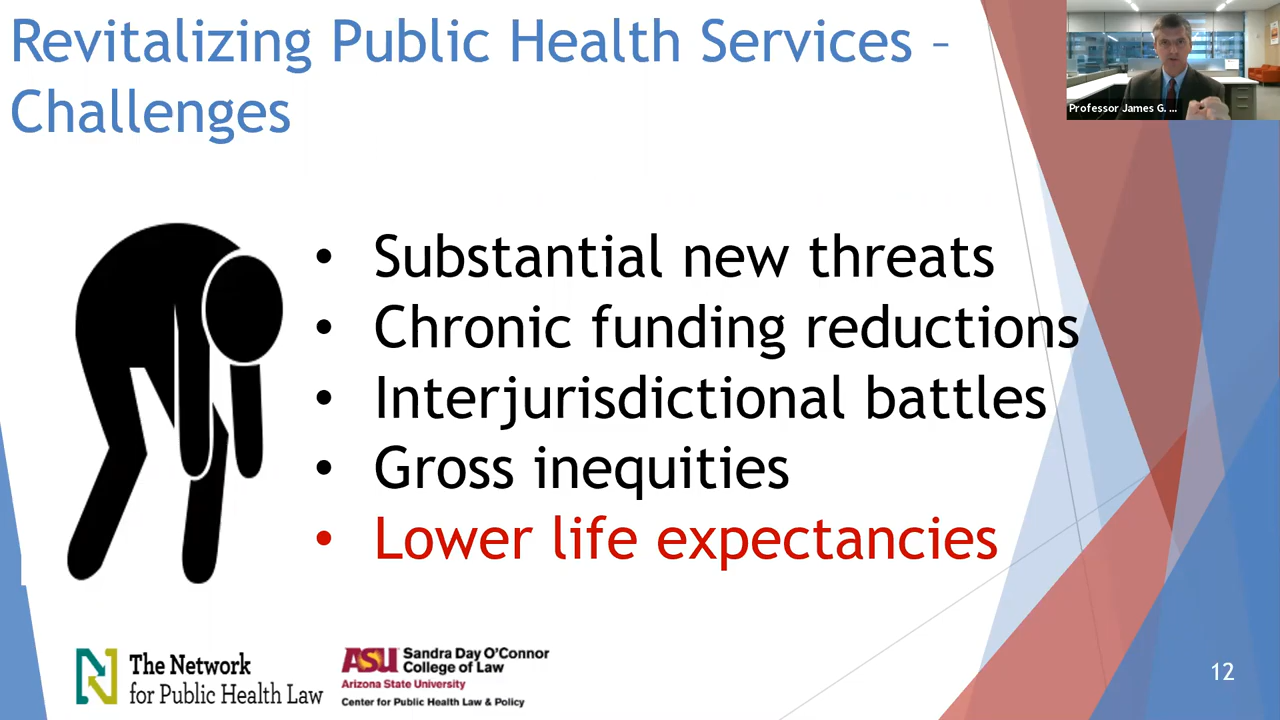 Revitalizing Public Health Services –
Challenges
Professor James G. ...
• Substantial new threats
• Chronic funding reductions
• Interjurisdictional battles
• Gross inequities
• Lower life expectancies
The Network
for Public Health Law
ASU Sandra Day O'Connor
College of Law
Arizona State University
Center for Public Health Law & Policy
12